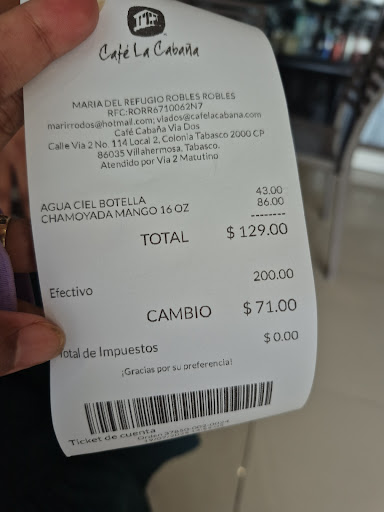 Café La Cabaña
MARIA DEL REFUGIO ROBLES ROBLES
RFC:RORR6710062N7
marirrodos@hotmail.com; vlados@cafelacabana.com
Café Cabaña Via Dos
Calle Via 2 No. 114 Local 2, Colonia Tabasco 2000 CP
86035 Villahermosa, Tabasco.
Atendido por Via 2 Matutino
AGUA CIEL BOTELLA 43.00
CHAMOYADA MANGO 16 OZ 86.00
--------
TOTAL $ 129.00
Efectivo 200.00
CAMBIO $ 71.00
Total de Impuestos $ 0.00
¡Gracias por su preferencia!
Ticket de cuenta